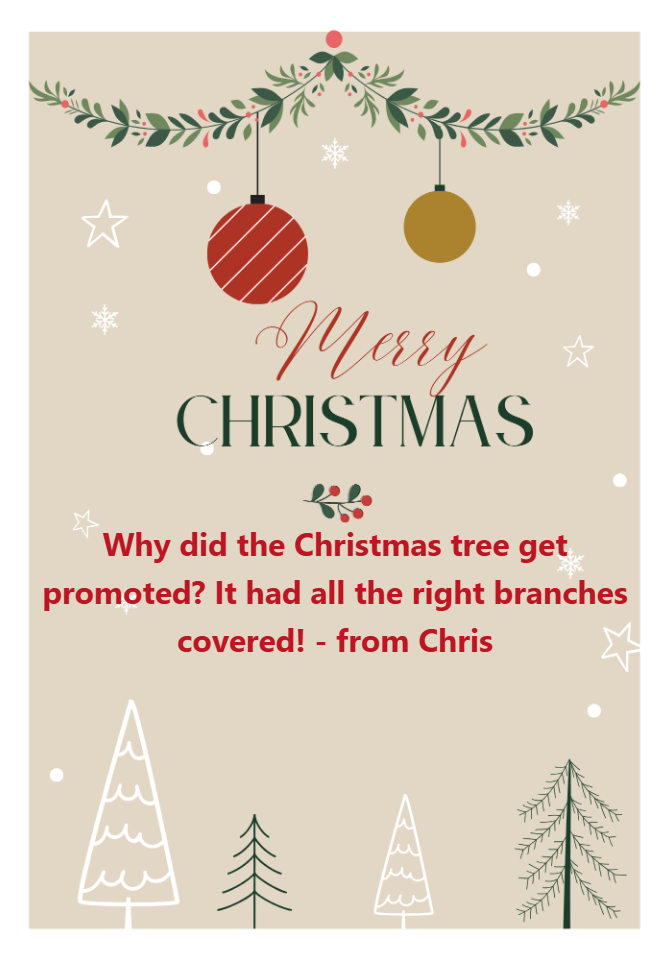 Merry
CHRISTMAS
Why did the Christmas tree get
promoted? It had all the right branches
covered! - from Chris